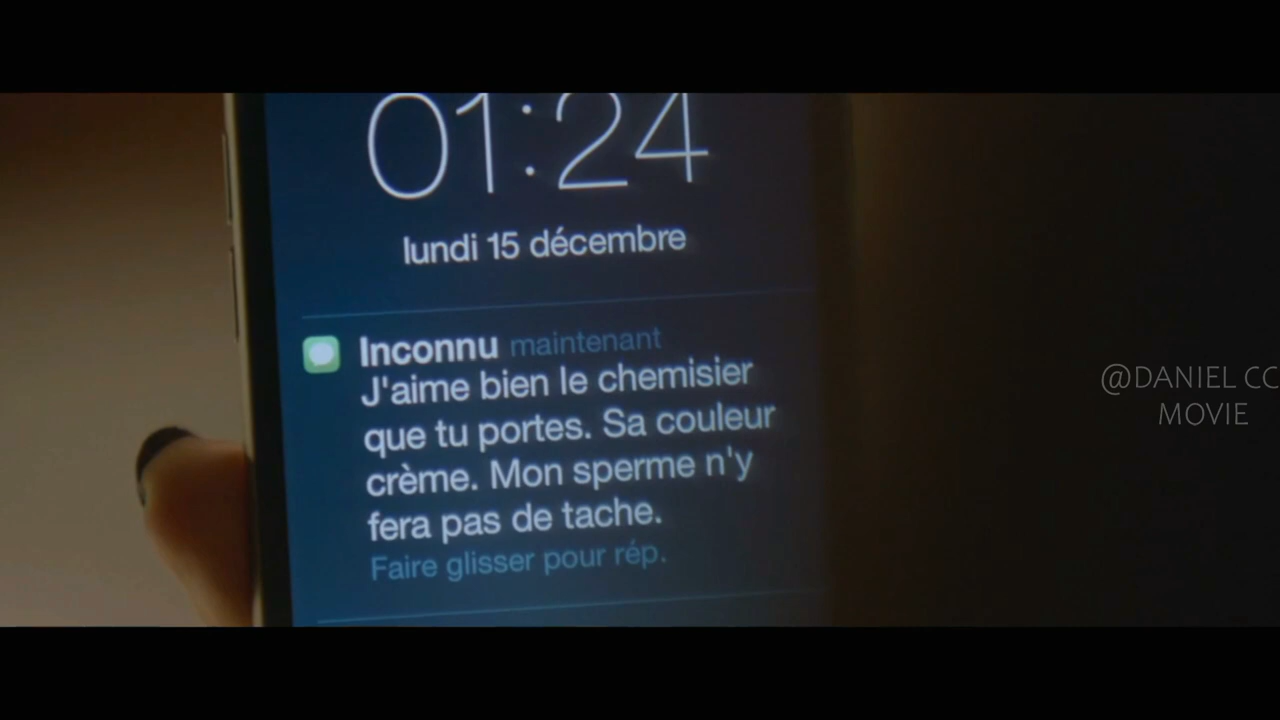 01:24
lundi 15 décembre
Inconnu maintenant
J'aime bien le chemisier
que tu portes. Sa couleur
crème. Mon sperme n'y
fera pas de tache.
Faire glisser pour rép.
@DANIEL CC
MOVIE